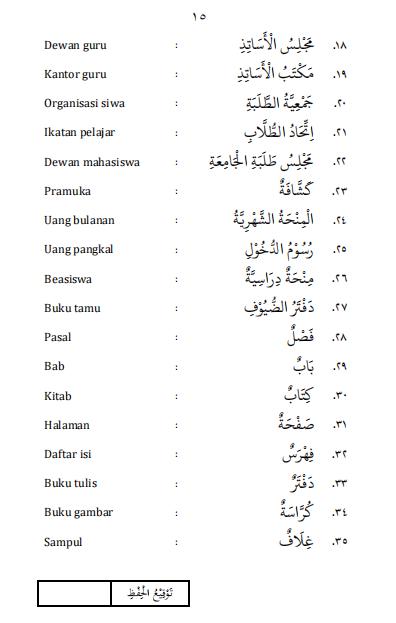 ١٥
١٨. مَجْلِسُ الْأَسَاتِذِ : Dewan guru
١٩. مَكْتَبُ الْأَسَاتِذِ : Kantor guru
٢٠. جَمْعِيَّةُ الطَّلَبَةِ : Organisasi siwa
٢١. اِتِّحَادُ الطُّلَّابِ : Ikatan pelajar
٢٢. مَجْلِسُ طَلَبَةِ الْجَامِعَةِ : Dewan mahasiswa
٢٣. كَشَّافَةٌ : Pramuka
٢٤. الْمِنْحَةُ الشَّهْرِيَّةُ : Uang bulanan
٢٥. رُسُوْمُ الدُّخُوْلِ : Uang pangkal
٢٦. مِنْحَةٌ دِرَاسِيَّةٌ : Beasiswa
٢٧. دَفْتَرُ الضُّيُوْفِ : Buku tamu
٢٨. فَصْلٌ : Pasal
٢٩. بَابٌ : Bab
٣٠. كِتَابٌ : Kitab
٣١. صَفْحَةٌ : Halaman
٣٢. فِهْرَسٌ : Daftar isi
٣٣. دَفْتَرٌ : Buku tulis
٣٤. كُرَّاسَةٌ : Buku gambar
٣٥. غِلَافٌ : Sampul
تَوْقِيْعُ الْحِفْظِ